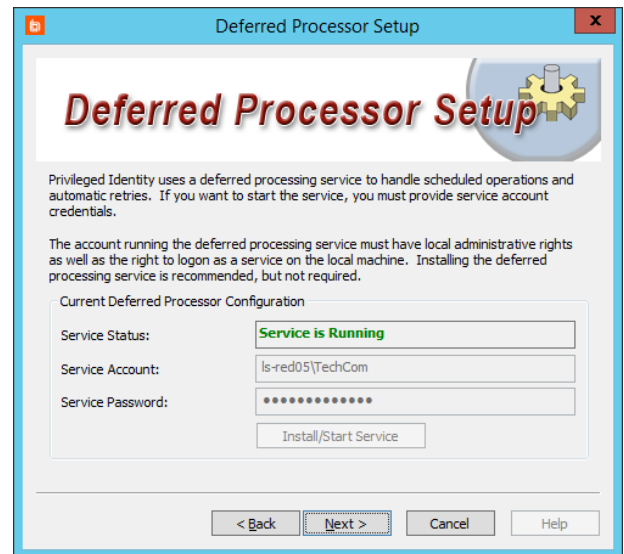 Deferred Processor Setup
x
Deferred Processor Setup
Privileged Identity uses a deferred processing service to handle scheduled operations and
automatic retries. If you want to start the service, you must provide service account
credentials.
The account running the deferred processing service must have local administrative rights
as well as the right to logon as a service on the local machine. Installing the deferred
processing service is recommended, but not required.
Current Deferred Processor Configuration
Service Status: Service is Running
Service Account: ls-red05\TechCom
Service Password: •••••••••••••
Install/Start Service
< Back Next > Cancel Help